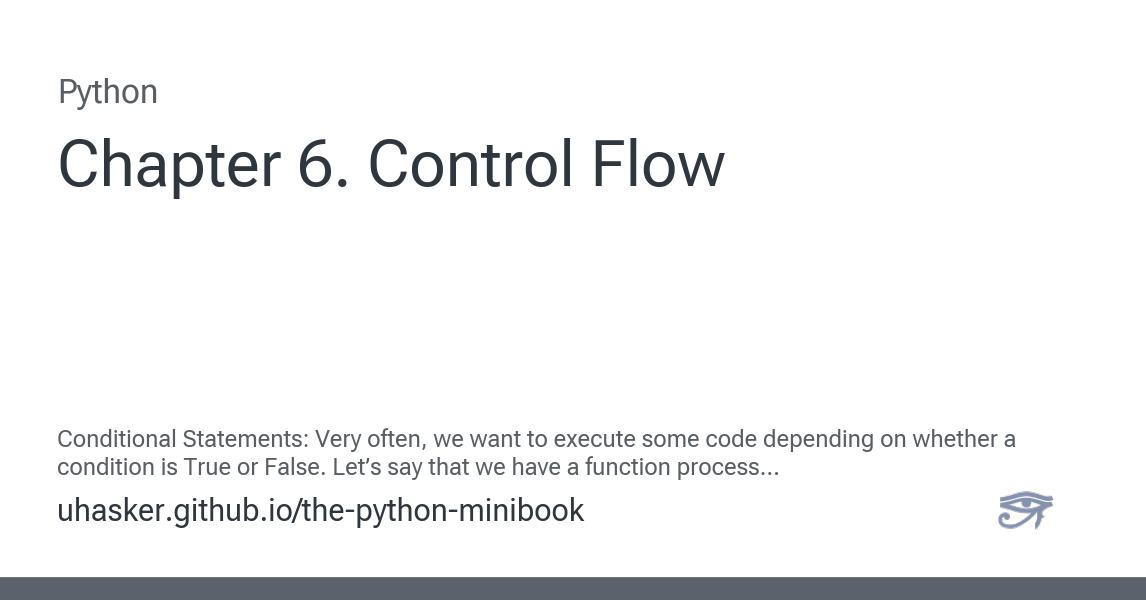 Python
Chapter 6. Control Flow
Conditional Statements: Very often, we want to execute some code depending on whether a
condition is True or False. Let’s say that we have a function process...
uhasker.github.io/the-python-minibook